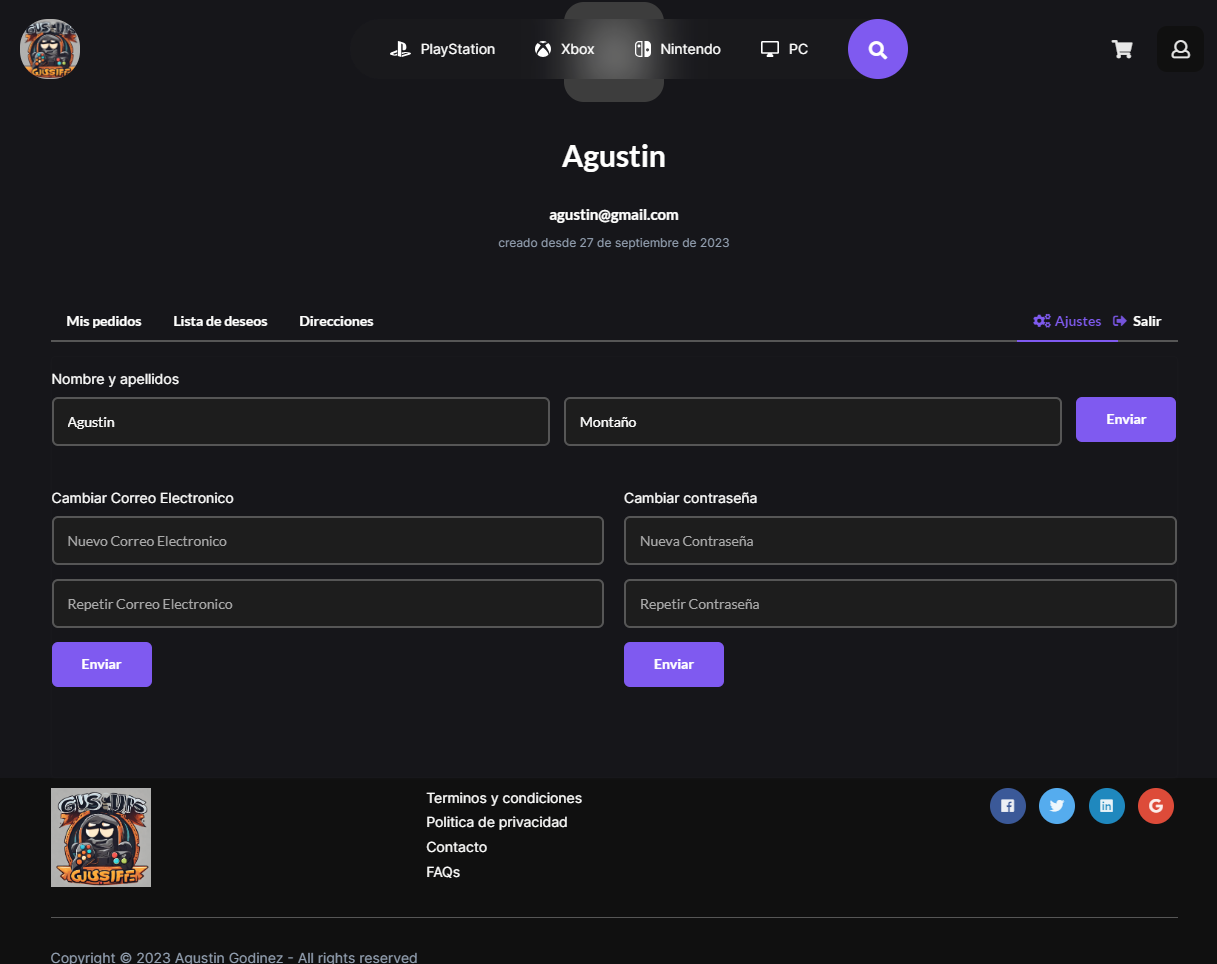 GUS-UPS
GUSIFF
PlayStation
Xbox
Nintendo
PC
Agustin
agustin@gmail.com
creado desde 27 de septiembre de 2023
Mis pedidos
Lista de deseos
Direcciones
Ajustes
Salir
Nombre y apellidos
Agustin
Montaño
Enviar
Cambiar Correo Electronico
Cambiar contraseña
Nuevo Correo Electronico
Nueva Contraseña
Repetir Correo Electronico
Repetir Contraseña
Enviar
Enviar
Terminos y condiciones
Politica de privacidad
Contacto
FAQs
Copyright © 2023 Agustin Godinez - All rights reserved